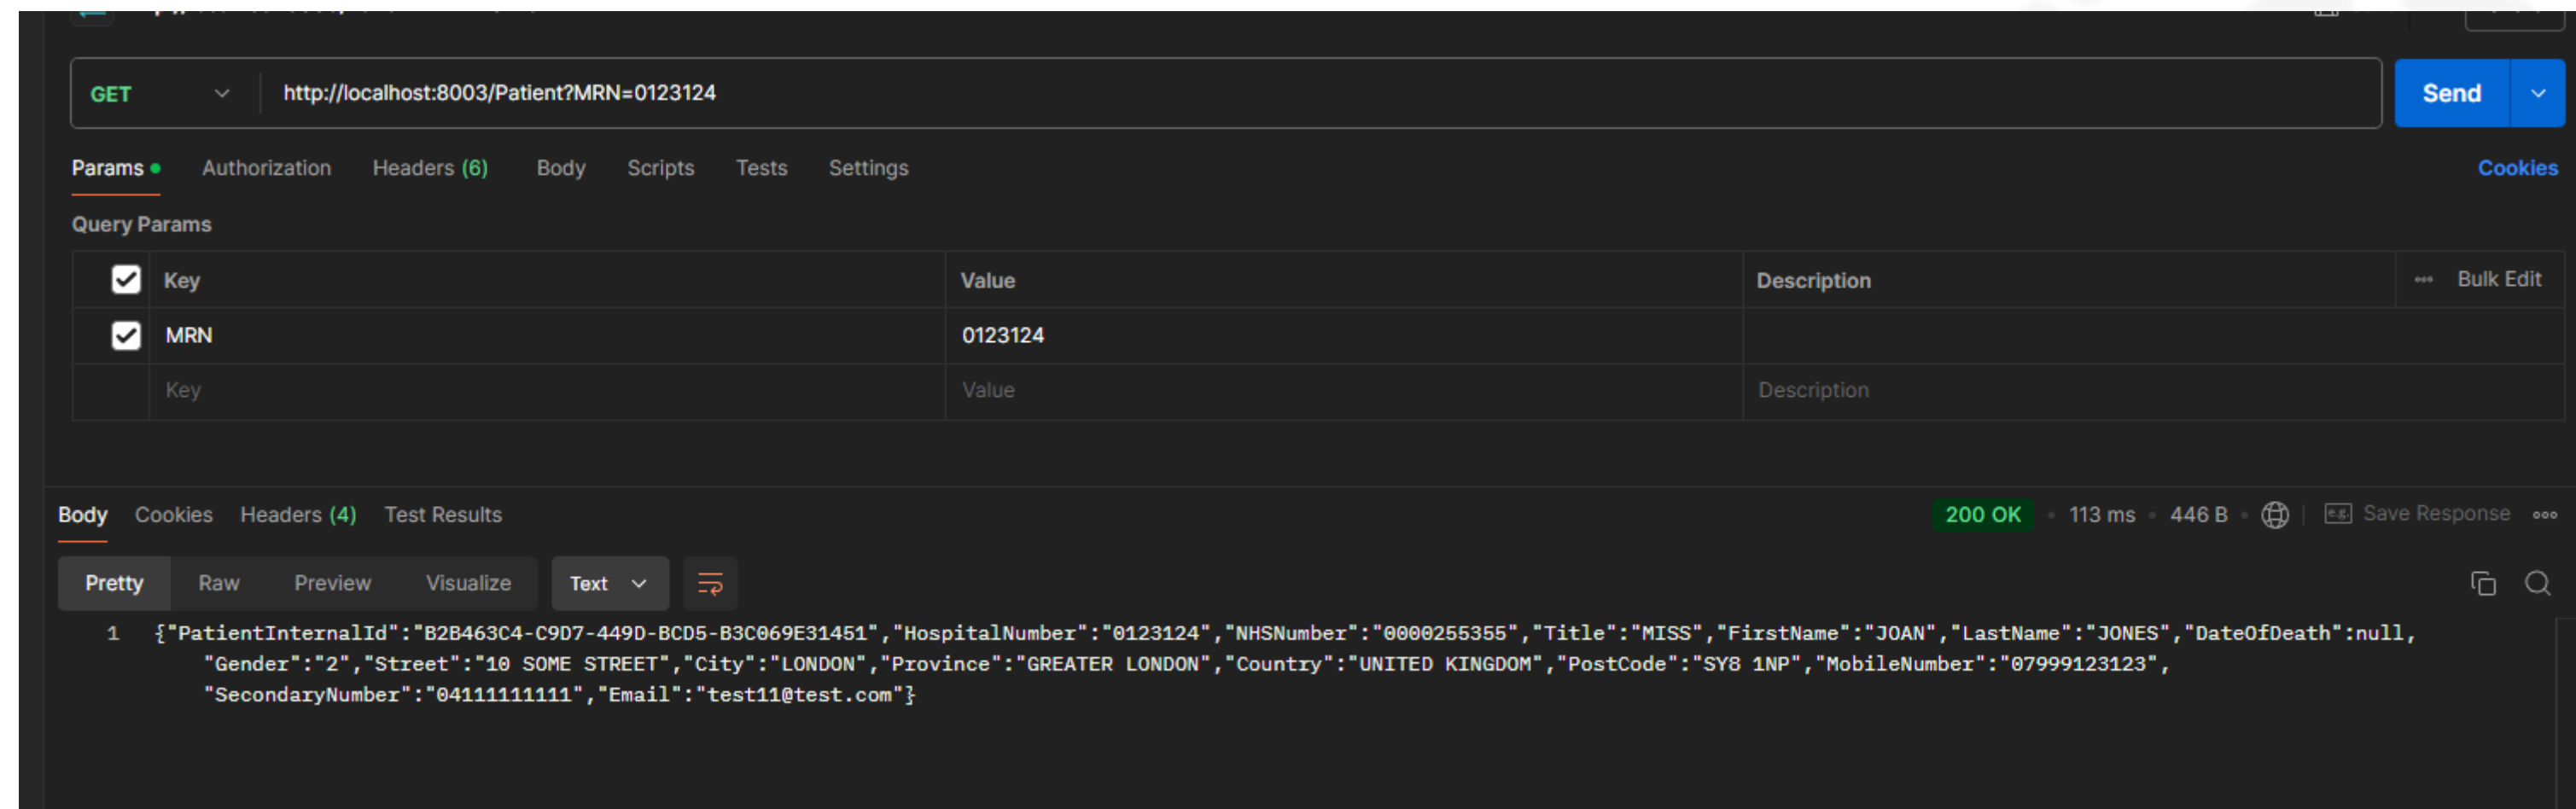 GET http://localhost:8003/Patient?MRN=0123124 Send
Params Authorization Headers (6) Body Scripts Tests Settings Cookies
Query Params
Key Value Description Bulk Edit
MRN 0123124
Key Value Description
Body Cookies Headers (4) Test Results 200 OK 113 ms 446 B e.g. Save Response
Pretty Raw Preview Visualize Text
1 {"PatientInternalId":"B2B463C4-C9D7-449D-BCD5-B3C069E31451","HospitalNumber":"0123124","NHSNumber":"0000255355","Title":"MISS","FirstName":"JOAN","LastName":"JONES","DateOfDeath":null,
"Gender":"2","Street":"10 SOME STREET","City":"LONDON","Province":"GREATER LONDON","Country":"UNITED KINGDOM","PostCode":"SY8 1NP","MobileNumber":"07999123123",
"SecondaryNumber":"04111111111","Email":"test11@test.com"}